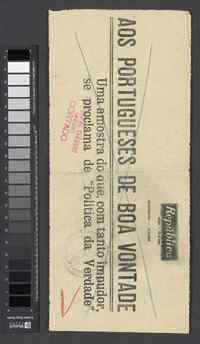 República
AOS PORTUGUESES DE BOA VONTADE
Uma amostra do que, com tanto impudor,
se proclama de "Política da Verdade"
CORTADO